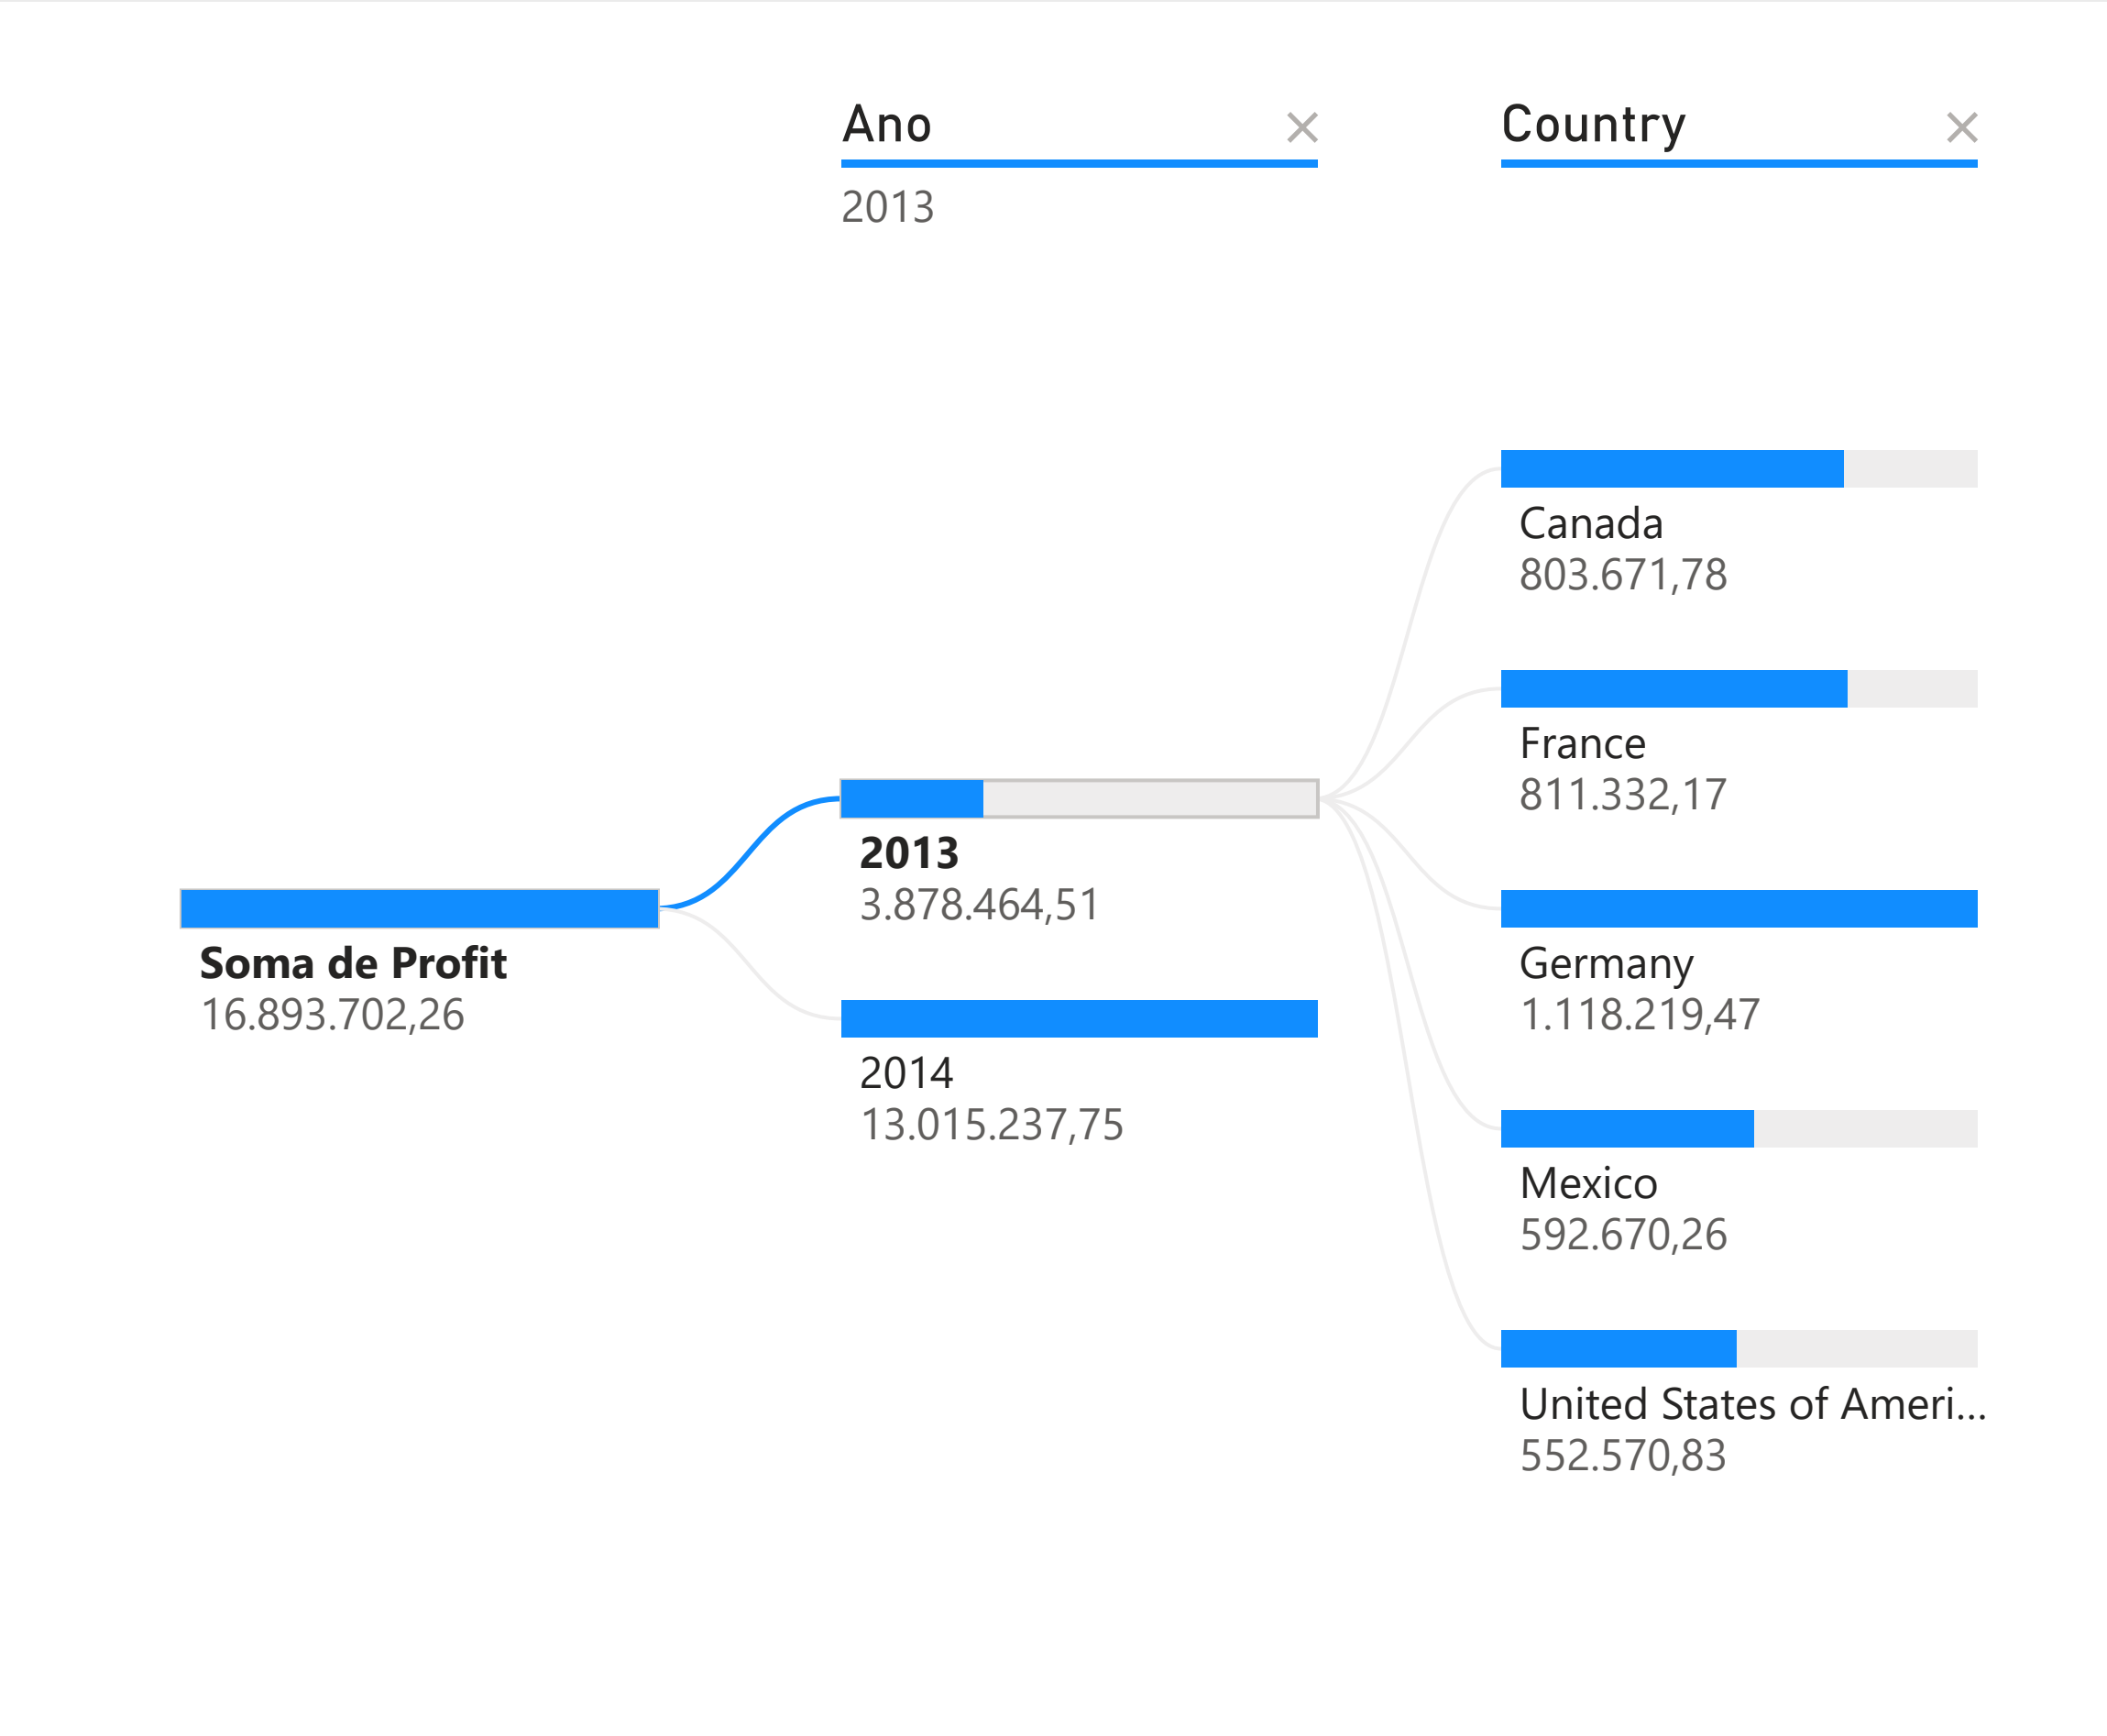 Ano
Country
2013
Canada
803.671,78
France
811.332,17
2013
3.878.464,51
Soma de Profit
16.893.702,26
Germany
1.118.219,47
2014
13.015.237,75
Mexico
592.670,26
United States of Ameri...
552.570,83